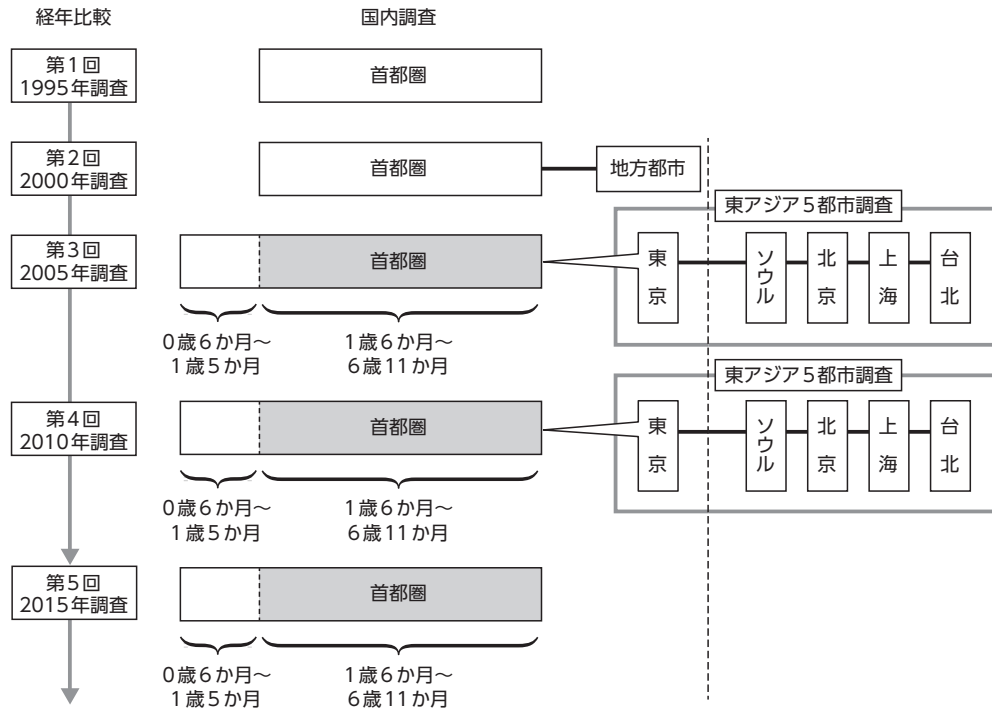 経年比較
国内調査
第1回
1995年調査
首都圏
第2回
2000年調査
首都圏
地方都市
東アジア5都市調査
第3回
2005年調査
首都圏
東京
ソウル
北京
上海
台北
0歳6か月～
1歳5か月
1歳6か月～
6歳11か月
東アジア5都市調査
第4回
2010年調査
首都圏
東京
ソウル
北京
上海
台北
0歳6か月～
1歳5か月
1歳6か月～
6歳11か月
第5回
2015年調査
首都圏
0歳6か月～
1歳5か月
1歳6か月～
6歳11か月